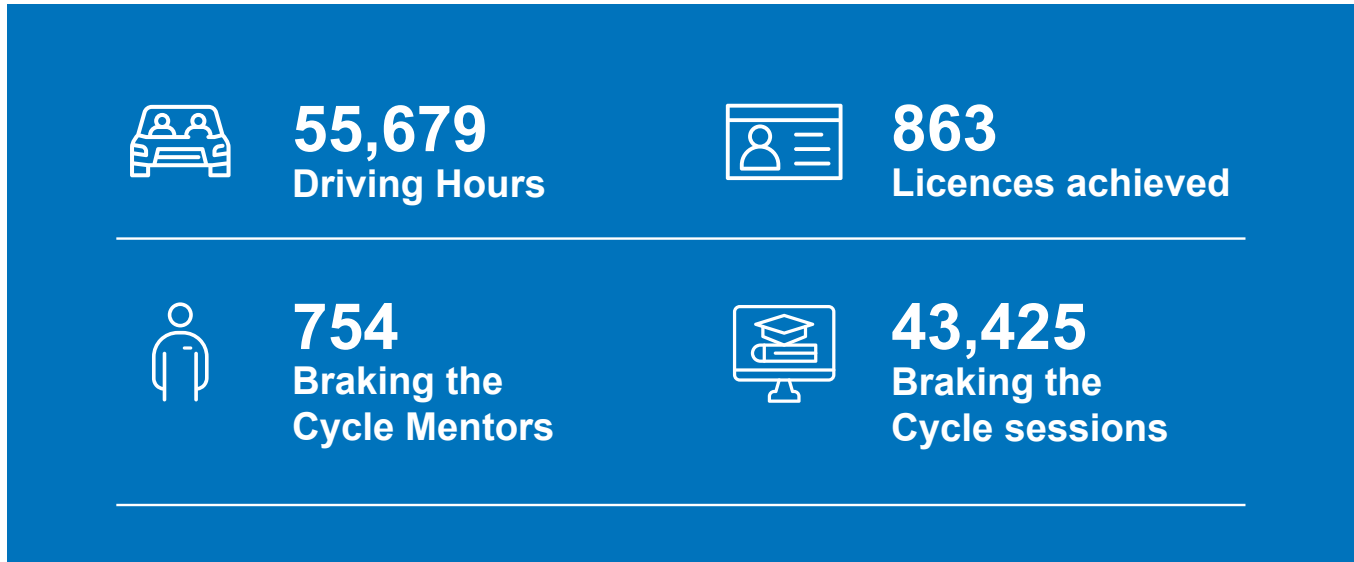 55,679
Driving Hours
863
Licences achieved
754
Braking the
Cycle Mentors
43,425
Braking the
Cycle sessions